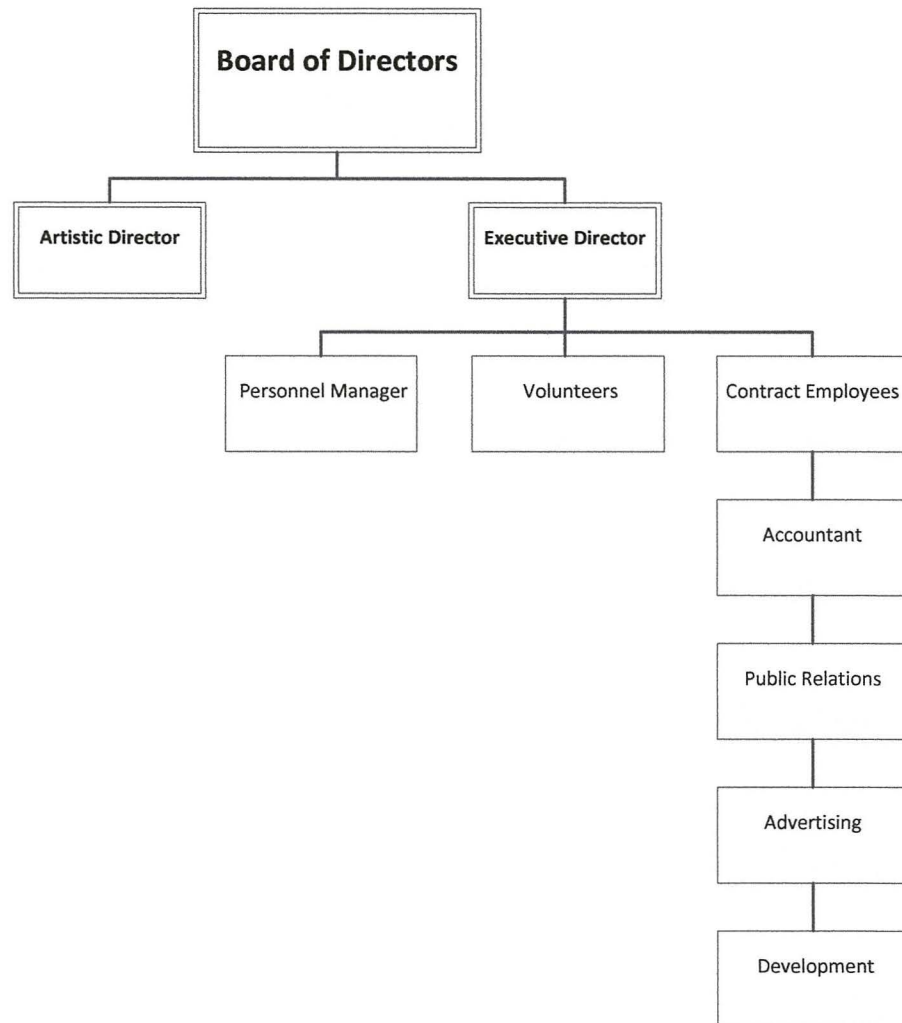 Board of Directors
Artistic Director
Executive Director
Personnel Manager
Volunteers
Contract Employees
Accountant
Public Relations
Advertising
Development